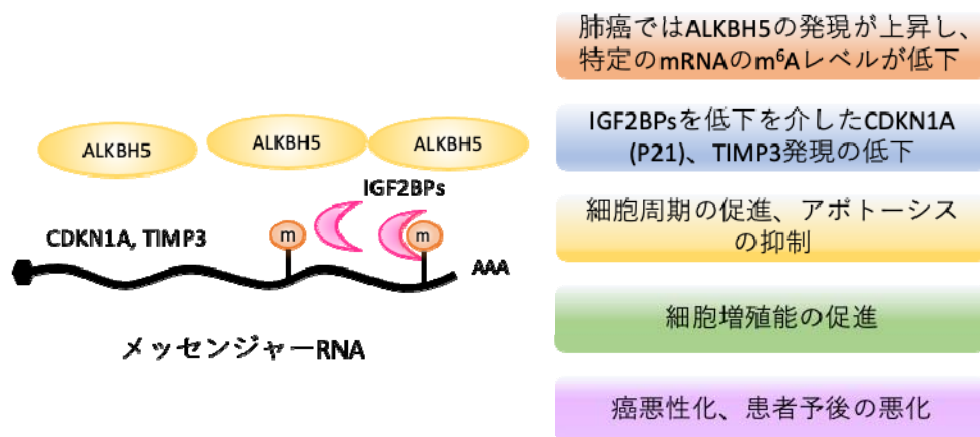 ALKBH5
ALKBH5
ALKBH5
IGF2BPs
m
m
CDKN1A, TIMP3
AAA
メッセンジャーRNA
肺癌ではALKBH5の発現が上昇し、
特定のmRNAのm⁶Aレベルが低下
IGF2BPsを低下を介したCDKN1A
(P21)、TIMP3発現の低下
細胞周期の促進、アポトーシス
の抑制
細胞増殖能の促進
癌悪性化、患者予後の悪化